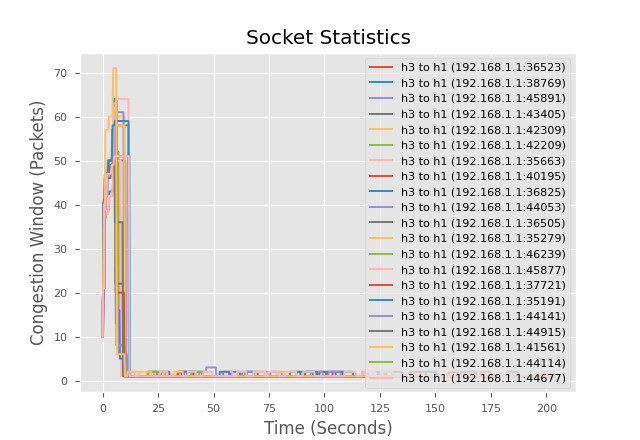 Socket Statistics
Congestion Window (Packets)
70
60
50
40
30
20
10
0
h3 to h1 (192.168.1.1:36523)
h3 to h1 (192.168.1.1:38769)
h3 to h1 (192.168.1.1:45891)
h3 to h1 (192.168.1.1:43405)
h3 to h1 (192.168.1.1:42309)
h3 to h1 (192.168.1.1:42209)
h3 to h1 (192.168.1.1:35663)
h3 to h1 (192.168.1.1:40195)
h3 to h1 (192.168.1.1:36825)
h3 to h1 (192.168.1.1:44053)
h3 to h1 (192.168.1.1:36505)
h3 to h1 (192.168.1.1:35279)
h3 to h1 (192.168.1.1:46239)
h3 to h1 (192.168.1.1:45877)
h3 to h1 (192.168.1.1:37721)
h3 to h1 (192.168.1.1:35191)
h3 to h1 (192.168.1.1:44141)
h3 to h1 (192.168.1.1:44915)
h3 to h1 (192.168.1.1:41561)
h3 to h1 (192.168.1.1:44114)
h3 to h1 (192.168.1.1:44677)
0 25 50 75 100 125 150 175 200
Time (Seconds)